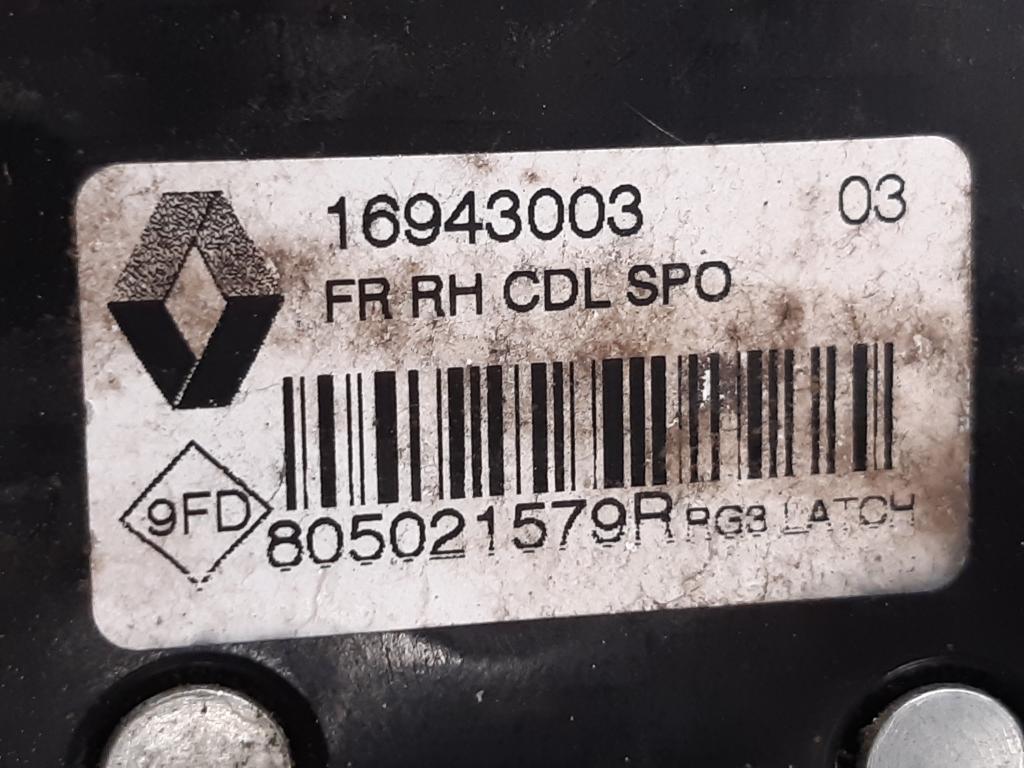 16943003 03
FR RH CDL SPO
9FD
805021579R RG3 LATCH